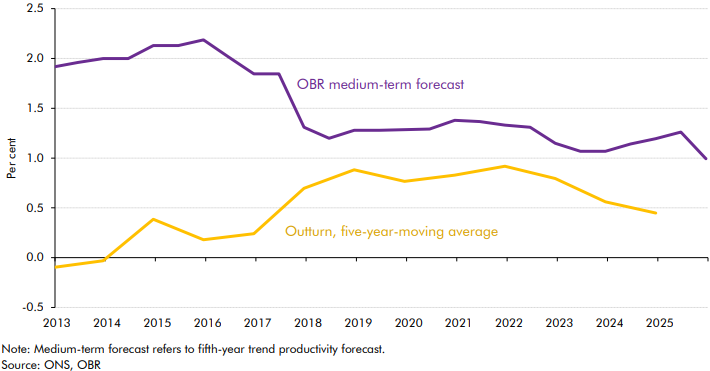 2.5
2.0
1.5
1.0
0.5
0.0
-0.5
Per cent
OBR medium-term forecast
Outturn, five-year-moving average
2013 2014 2015 2016 2017 2018 2019 2020 2021 2022 2023 2024 2025
Note: Medium-term forecast refers to fifth-year trend productivity forecast.
Source: ONS, OBR